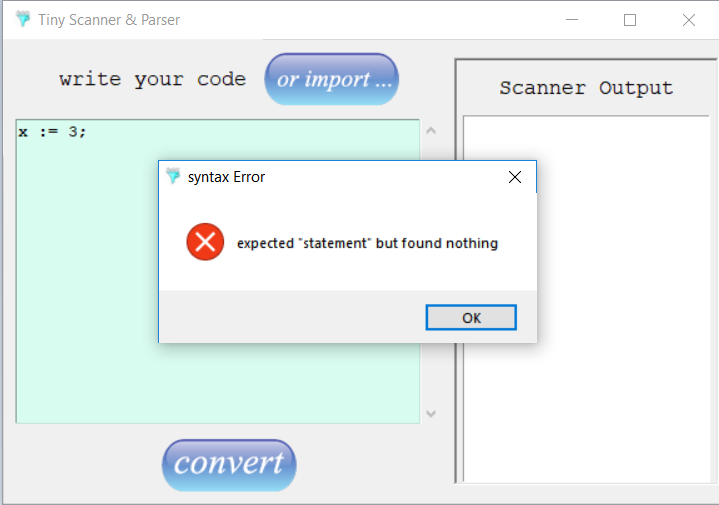 Tiny Scanner & Parser
write your code
or import ...
Scanner Output
x := 3;
syntax Error
expected "statement" but found nothing
OK
convert